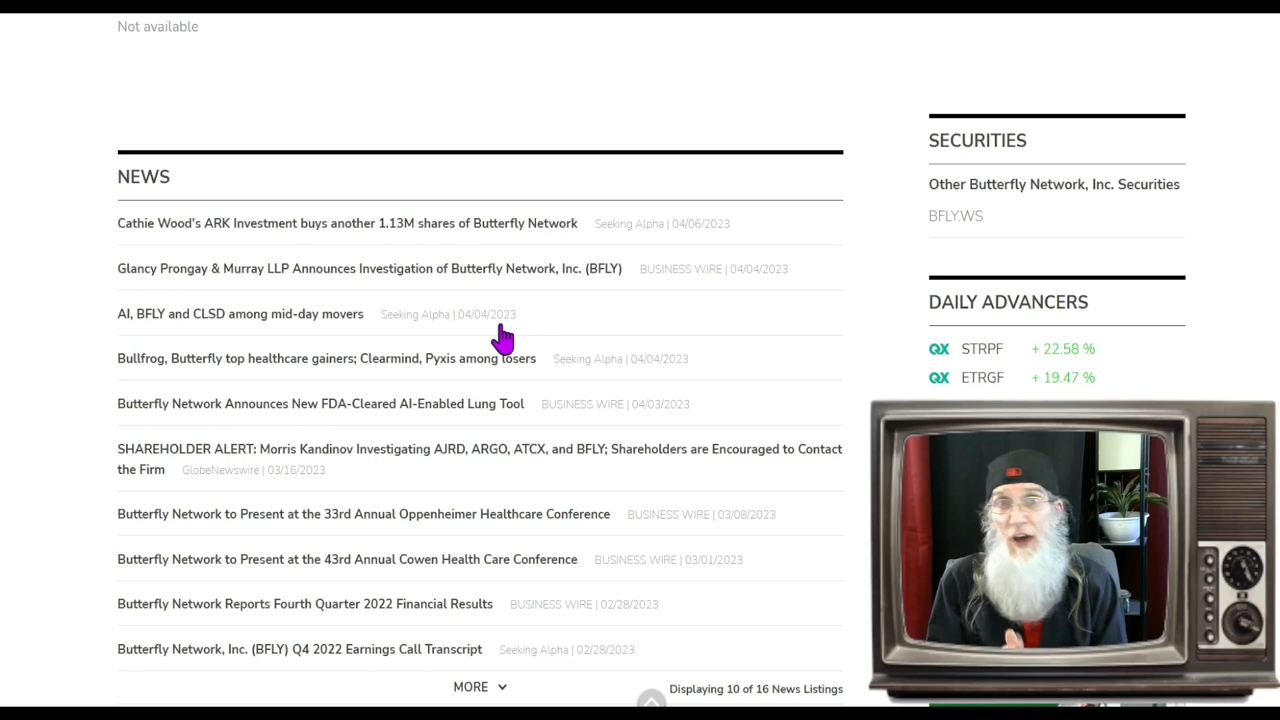 Not available
NEWS
Cathie Wood's ARK Investment buys another 1.13M shares of Butterfly Network Seeking Alpha | 04/06/2023
Glancy Prongay & Murray LLP Announces Investigation of Butterfly Network, Inc. (BFLY) BUSINESS WIRE | 04/04/2023
AI, BFLY and CLSD among mid-day movers Seeking Alpha | 04/04/2023
Bullfrog, Butterfly top healthcare gainers; Clearmind, Pyxis among losers Seeking Alpha | 04/04/2023
Butterfly Network Announces New FDA-Cleared AI-Enabled Lung Tool BUSINESS WIRE | 04/03/2023
SHAREHOLDER ALERT: Morris Kandinov Investigating AJRD, ARGO, ATCX, and BFLY; Shareholders are Encouraged to Contact
the Firm GlobeNewswire | 03/16/2023
Butterfly Network to Present at the 33rd Annual Oppenheimer Healthcare Conference BUSINESS WIRE | 03/08/2023
Butterfly Network to Present at the 43rd Annual Cowen Health Care Conference BUSINESS WIRE | 03/01/2023
Butterfly Network Reports Fourth Quarter 2022 Financial Results BUSINESS WIRE | 02/28/2023
Butterfly Network, Inc. (BFLY) Q4 2022 Earnings Call Transcript Seeking Alpha | 02/28/2023
MORE
Displaying 10 of 16 News Listings
SECURITIES
Other Butterfly Network, Inc. Securities
BFLY.WS
DAILY ADVANCERS
QX STRPF + 22.58 %
QX ETRGF + 19.47 %